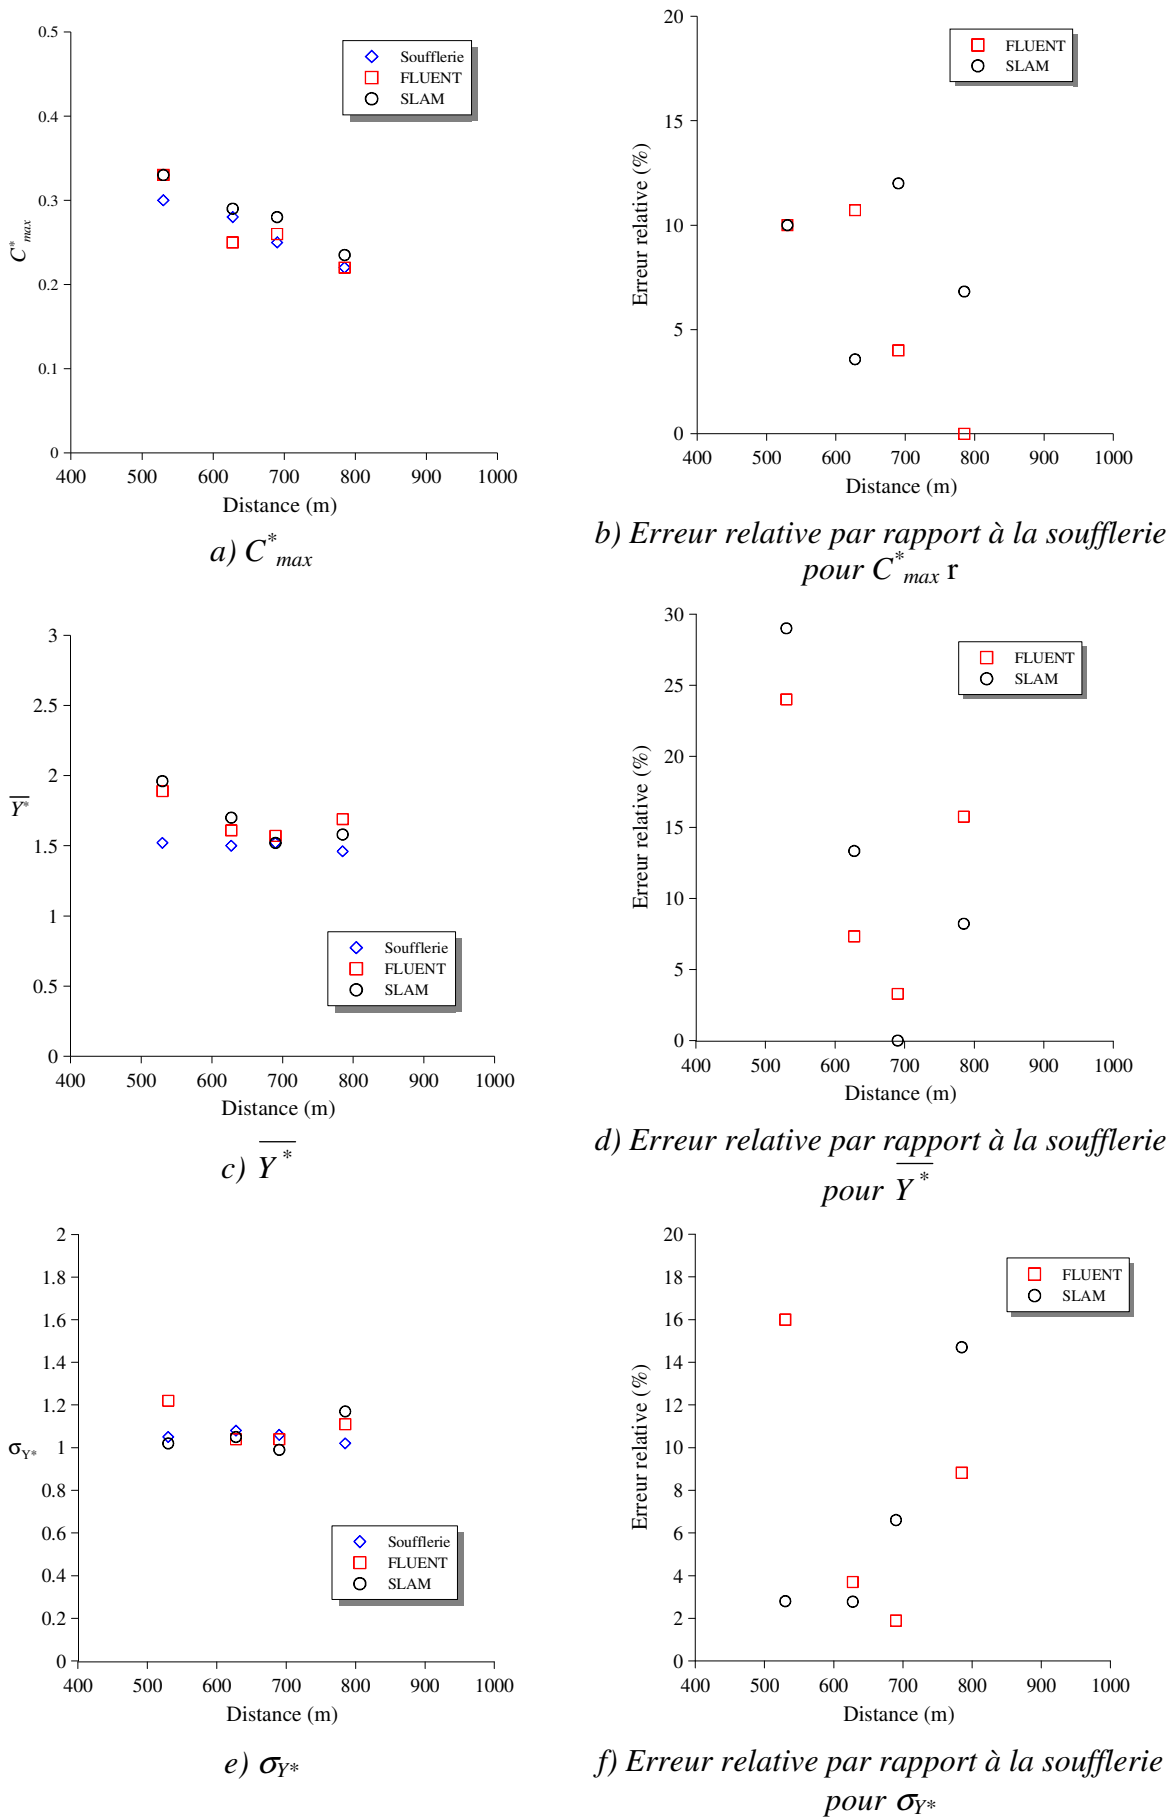 0.5
0.4
0.3
0.2
0.1
0
C*max
Soufflerie
FLUENT
SLAM
400 500 600 700 800 900 1000
Distance (m)
a) C*max
20
15
10
5
0
Erreur relative (%)
FLUENT
SLAM
400 500 600 700 800 900 1000
Distance (m)
b) Erreur relative par rapport à la soufflerie
pour C*max r
3
2.5
2
1.5
1
0.5
0
Y*
Soufflerie
FLUENT
SLAM
400 500 600 700 800 900 1000
Distance (m)
c) Y*
30
25
20
15
10
5
0
Erreur relative (%)
FLUENT
SLAM
400 500 600 700 800 900 1000
Distance (m)
d) Erreur relative par rapport à la soufflerie
pour Y*
2
1.8
1.6
1.4
1.2
1
0.8
0.6
0.4
0.2
0
σY*
Soufflerie
FLUENT
SLAM
400 500 600 700 800 900 1000
Distance (m)
e) σY*
20
18
16
14
12
10
8
6
4
2
0
Erreur relative (%)
FLUENT
SLAM
400 500 600 700 800 900 1000
Distance (m)
f) Erreur relative par rapport à la soufflerie
pour σY*